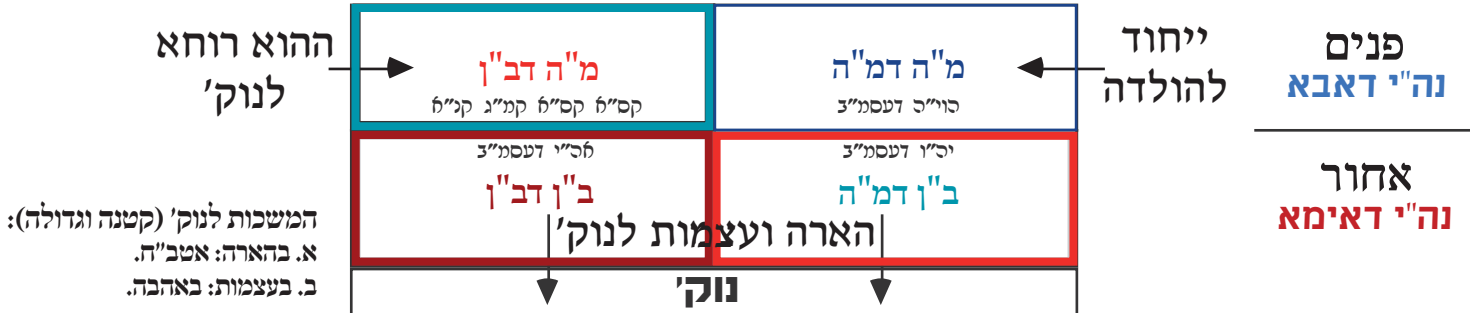 פנים
נה"י דאבא
אחור
נה"י דאימא
ייחוד
להולדה
מ"ה דמ"ה
הוי"ה דעסמ"ב
מ"ה דב"ן
קס"א קס"א קמ"ג קנ"א
ההוא רוחא
לנוק'
יה"ו דעסמ"ב
ב"ן דמ"ה
אה"י דעסמ"ב
ב"ן דב"ן
הארה ועצמות לנוק'
נוק'
המשכות לנוק' (קטנה וגדולה):
א. בהארה: אטב"ח.
ב. בעצמות: באהבה.